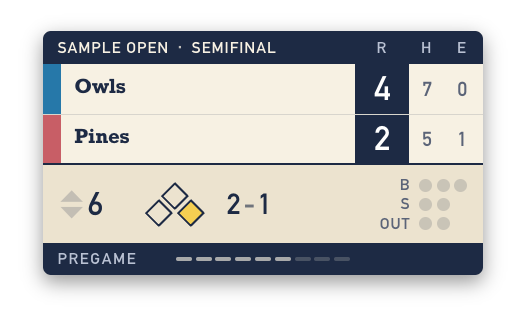 SAMPLE OPEN · SEMIFINAL R H E
Owls 4 7 0
Pines 2 5 1
6 2-1
B
S
OUT
PREGAME